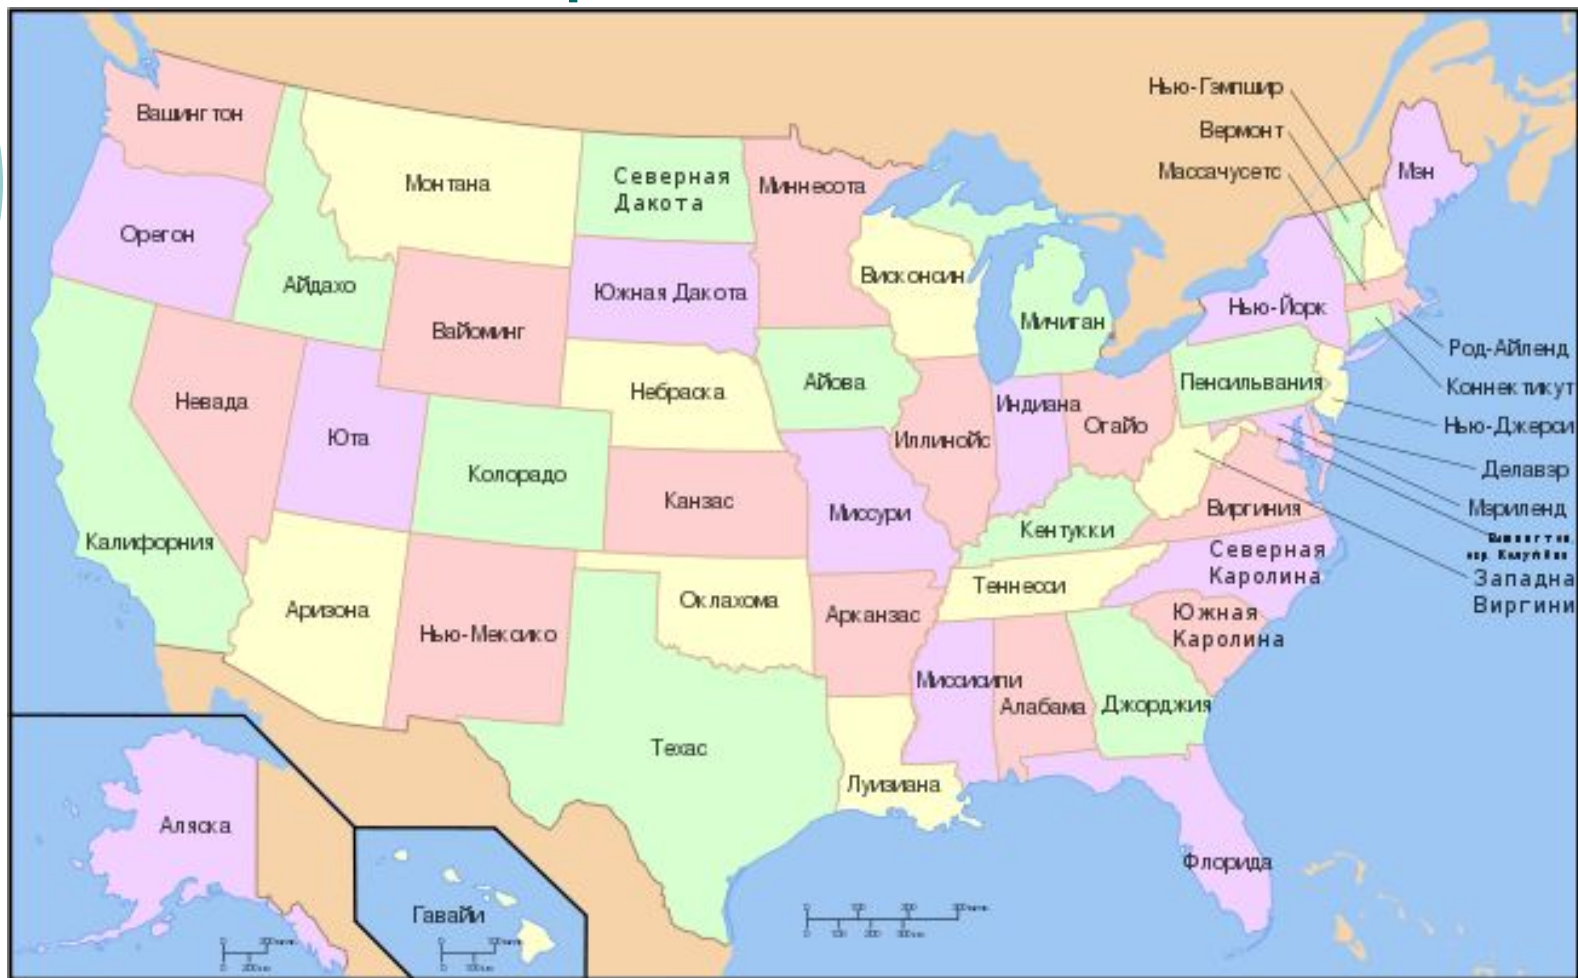 Нью-Гэмпшир
Вермонт
Массачусетс
Вашингтон
Монтана
Северная
Дакота
Миннесота
Мэн
Орегон
Айдахо
Южная Дакота
Висконсин
Вайоминг
Мичиган
Нью-Йорк
Род-Айленд
Невада
Небраска
Айова
Пенсильвания
Коннектикут
Юта
Иллинойс
Индиана
Огайо
Нью-Джерси
Колорадо
Канзас
Миссури
Делавэр
Калифорния
Кентукки
Виргиния
Мэриленд
Северная
Каролина
Западна
Виргини
Аризона
Нью-Мексико
Оклахома
Арканзас
Теннесси
Южная
Каролина
Миссисипи
Алабама
Джорджия
Техас
Луизиана
Аляска
Гавайи
Флорида